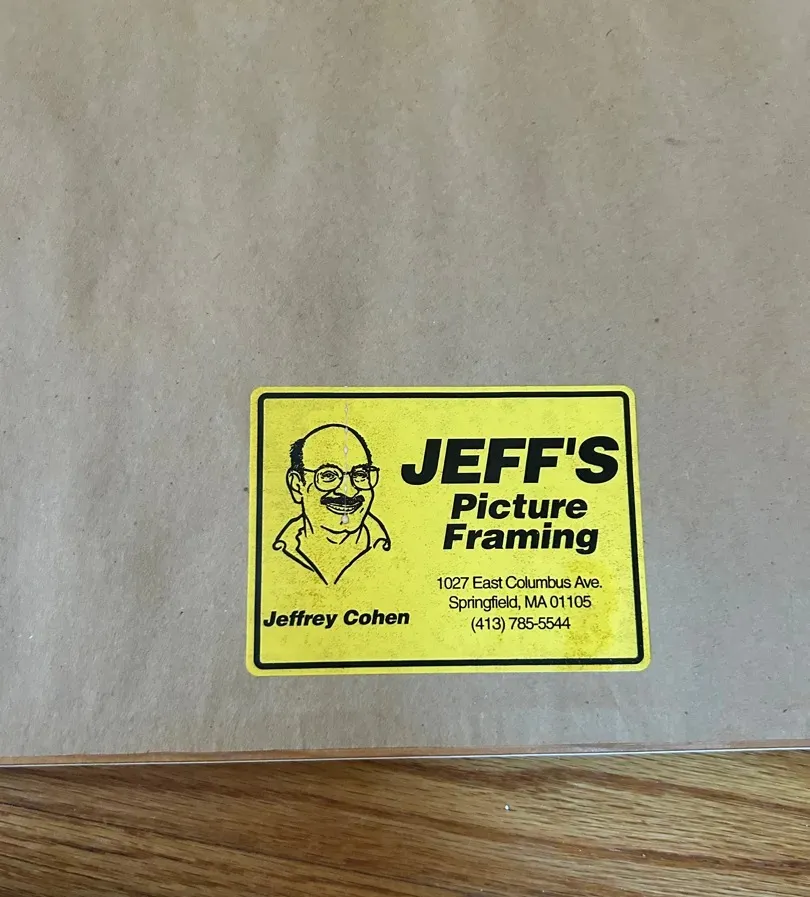 JEFF'S
Picture
Framing
1027 East Columbus Ave.
Springfield, MA 01105
(413) 785-5544
Jeffrey Cohen